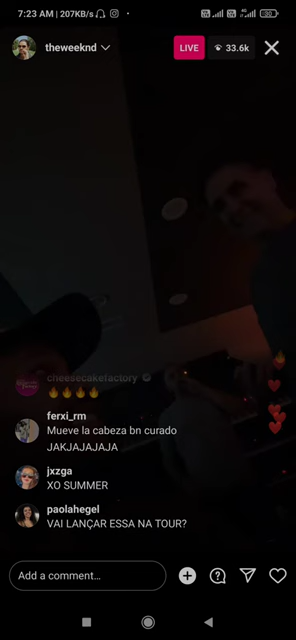 7:23 AM | 207KB/s
theweeknd
LIVE
33.6k
cheesecakefactory
🔥🔥🔥🔥
ferxi_rm
Mueve la cabeza bn curado
JAKJAJAJAJA
jxzga
XO SUMMER
paolahegel
VAI LANÇAR ESSA NA TOUR?
Add a comment...